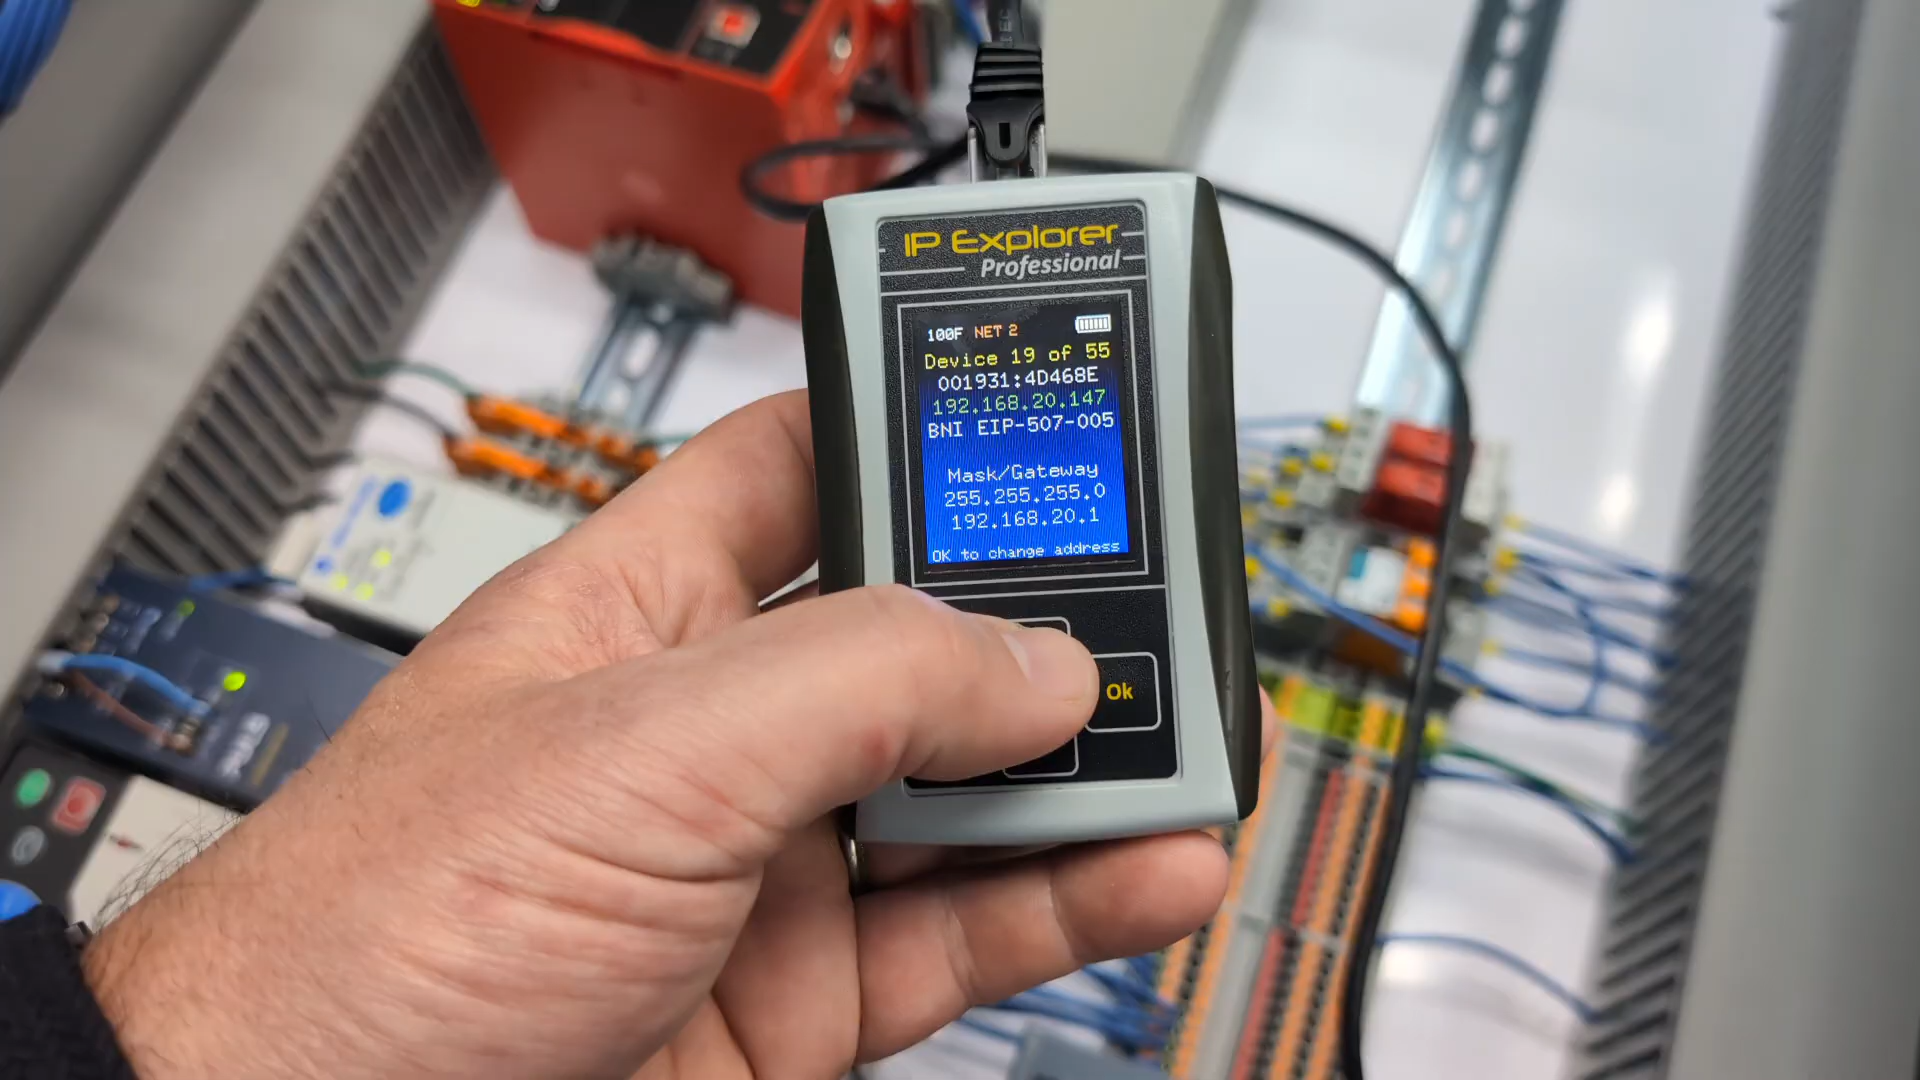 IP Explorer
Professional
100F NET 2
Device 19 of 55
001931:4D468E
192.168.20.147
BNI EIP-507-005
Mask/Gateway
255.255.255.0
192.168.20.1
OK to change address
Ok